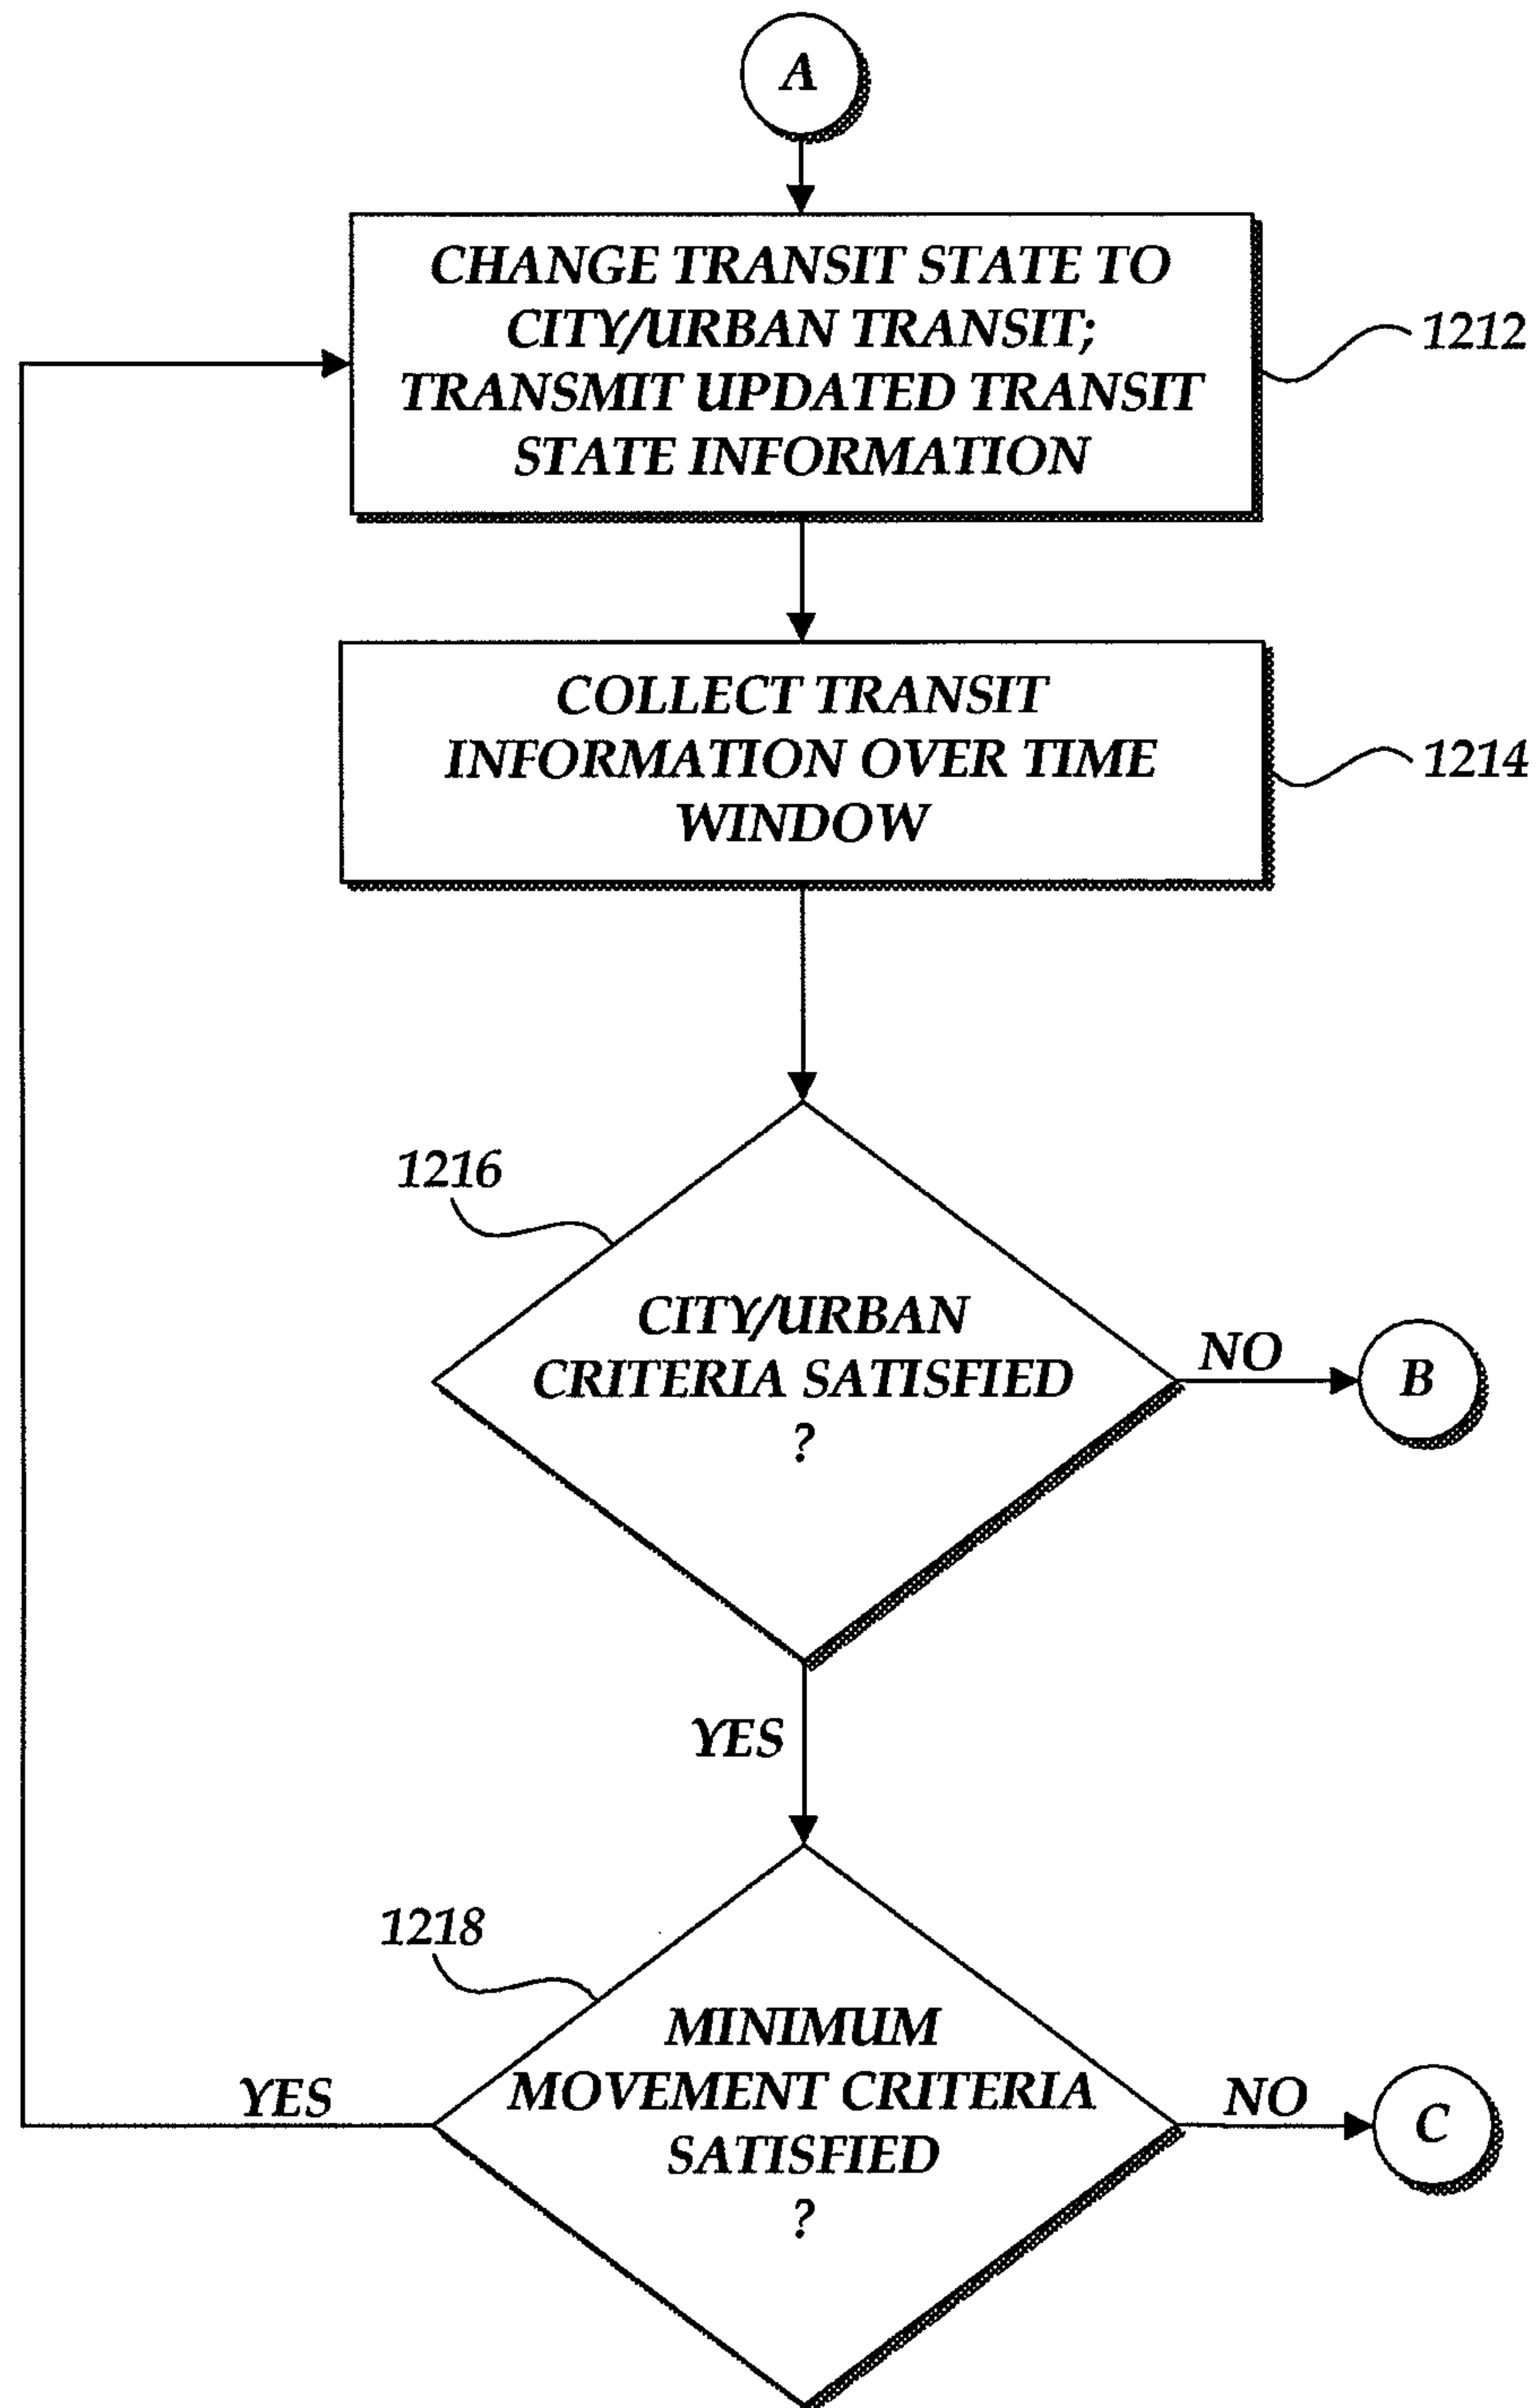 A
CHANGE TRANSIT STATE TO
CITY/URBAN TRANSIT;
TRANSMIT UPDATED TRANSIT
STATE INFORMATION
1212
COLLECT TRANSIT
INFORMATION OVER TIME
WINDOW
1214
1216
CITY/URBAN
CRITERIA SATISFIED
?
NO
B
YES
1218
MINIMUM
MOVEMENT CRITERIA
SATISFIED
?
YES
NO
C